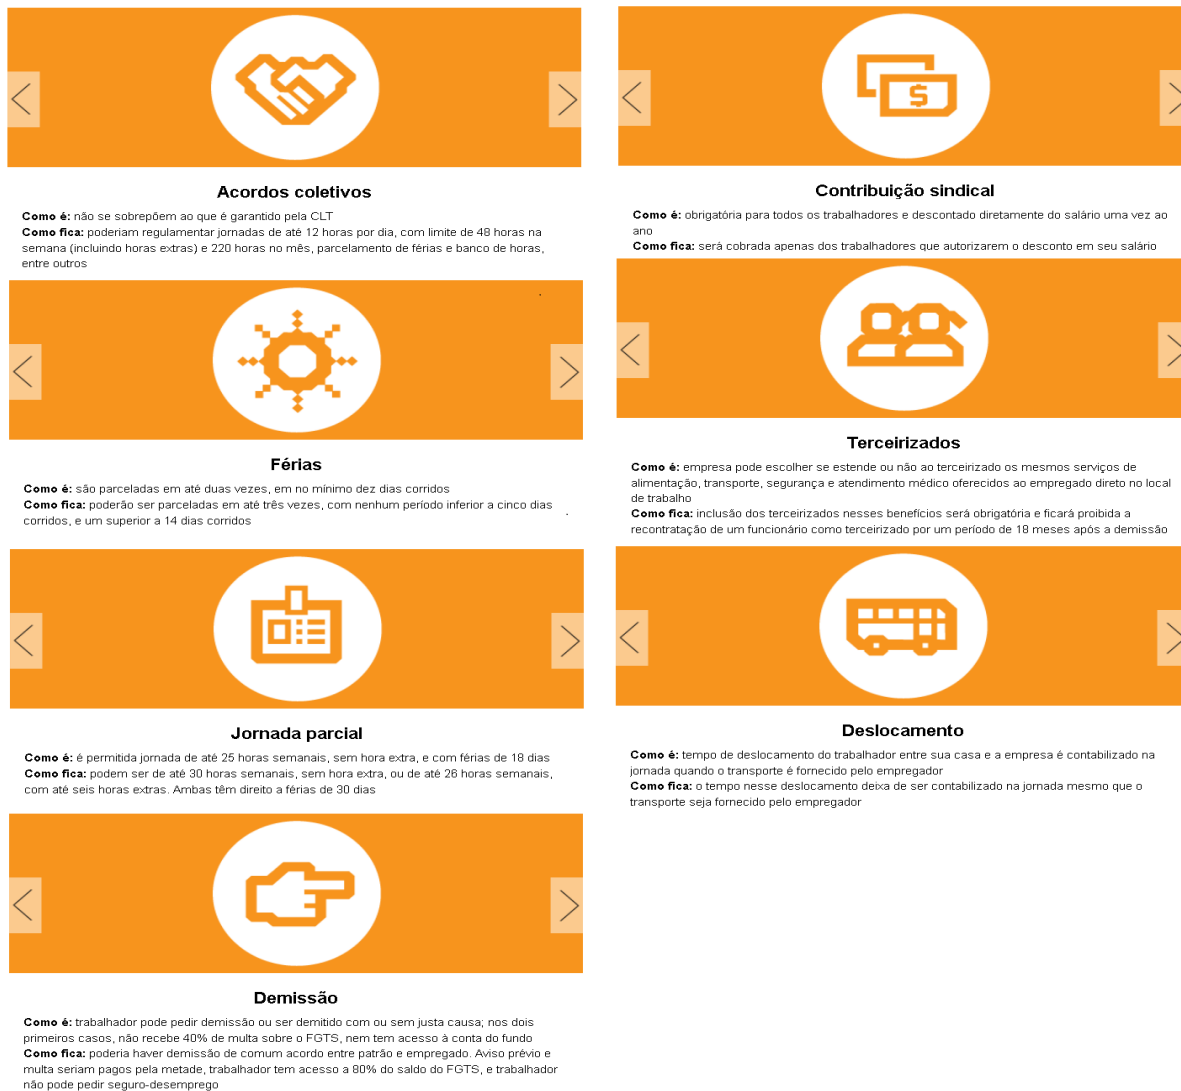 Acordos coletivos
Como é: não se sobrepõem ao que é garantido pela CLT
Como fica: poderiam regulamentar jornadas de até 12 horas por dia, com limite de 48 horas na
semana (incluindo horas extras) e 220 horas no mês, parcelamento de férias e banco de horas,
entre outros
Férias
Como é: são parceladas em até duas vezes, em no mínimo dez dias corridos
Como fica: poderão ser parceladas em até três vezes, com nenhum período inferior a cinco dias
corridos, e um superior a 14 dias corridos
Jornada parcial
Como é: é permitida jornada de até 25 horas semanais, sem hora extra, e com férias de 18 dias
Como fica: podem ser de até 30 horas semanais, sem hora extra, ou de até 26 horas semanais,
com até seis horas extras. Ambas têm direito a férias de 30 dias
Demissão
Como é: trabalhador pode pedir demissão ou ser demitido com ou sem justa causa; nos dois
primeiros casos, não recebe 40% de multa sobre o FGTS, nem tem acesso à conta do fundo
Como fica: poderia haver demissão de comum acordo entre patrão e empregado. Aviso prévio e
multa seriam pagos pela metade, trabalhador tem acesso a 80% do saldo do FGTS, e trabalhador
não pode pedir seguro-desemprego
$
Contribuição sindical
Como é: obrigatória para todos os trabalhadores e descontado diretamente do salário uma vez ao
ano
Como fica: será cobrada apenas dos trabalhadores que autorizarem o desconto em seu salário
Terceirizados
Como é: empresa pode escolher se estende ou não ao terceirizado os mesmos serviços de
alimentação, transporte, segurança e atendimento médico oferecidos ao empregado direto no local
de trabalho
Como fica: inclusão dos terceirizados nesses benefícios será obrigatória e ficará proibida a
recontratação de um funcionário como terceirizado por um período de 18 meses após a demissão
Deslocamento
Como é: tempo de deslocamento do trabalhador entre sua casa e a empresa é contabilizado na
jornada quando o transporte é fornecido pelo empregador
Como fica: o tempo nesse deslocamento deixa de ser contabilizado na jornada mesmo que o
transporte seja fornecido pelo empregador